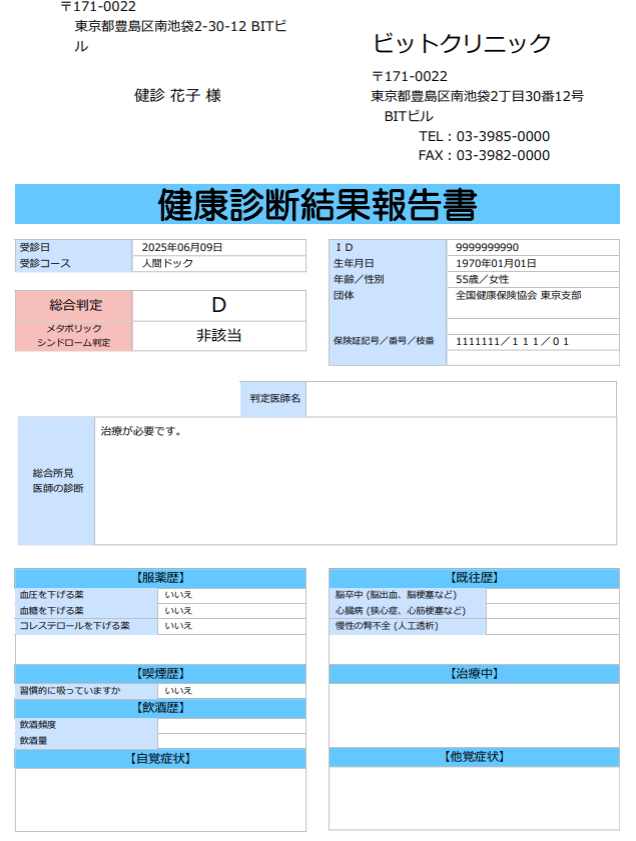 〒171-0022
東京都豊島区南池袋2-30-12 BITビ
ル
健診 花子 様
ビットクリニック
〒171-0022
東京都豊島区南池袋2丁目30番12号
BITビル
TEL：03-3985-0000
FAX：03-3982-0000
健康診断結果報告書
受診日 2025年06月09日
受診コース 人間ドック
総合判定 D
メタボリック
シンドローム判定 非該当
ＩＤ 9999999990
生年月日 1970年01月01日
年齢／性別 55歳／女性
団体 全国健康保険協会 東京支部
保険証記号／番号／枝番 1111111／１１１／０１
判定医師名
総合所見
医師の診断
治療が必要です。
【服薬歴】
血圧を下げる薬 いいえ
血糖を下げる薬 いいえ
コレステロールを下げる薬 いいえ
【喫煙歴】
習慣的に吸っていますか いいえ
【飲酒歴】
飲酒頻度
飲酒量
【自覚症状】
【既往歴】
脳卒中 (脳出血、脳梗塞など)
心臓病 (狭心症、心筋梗塞など)
慢性の腎不全 (人工透析)
【治療中】
【他覚症状】